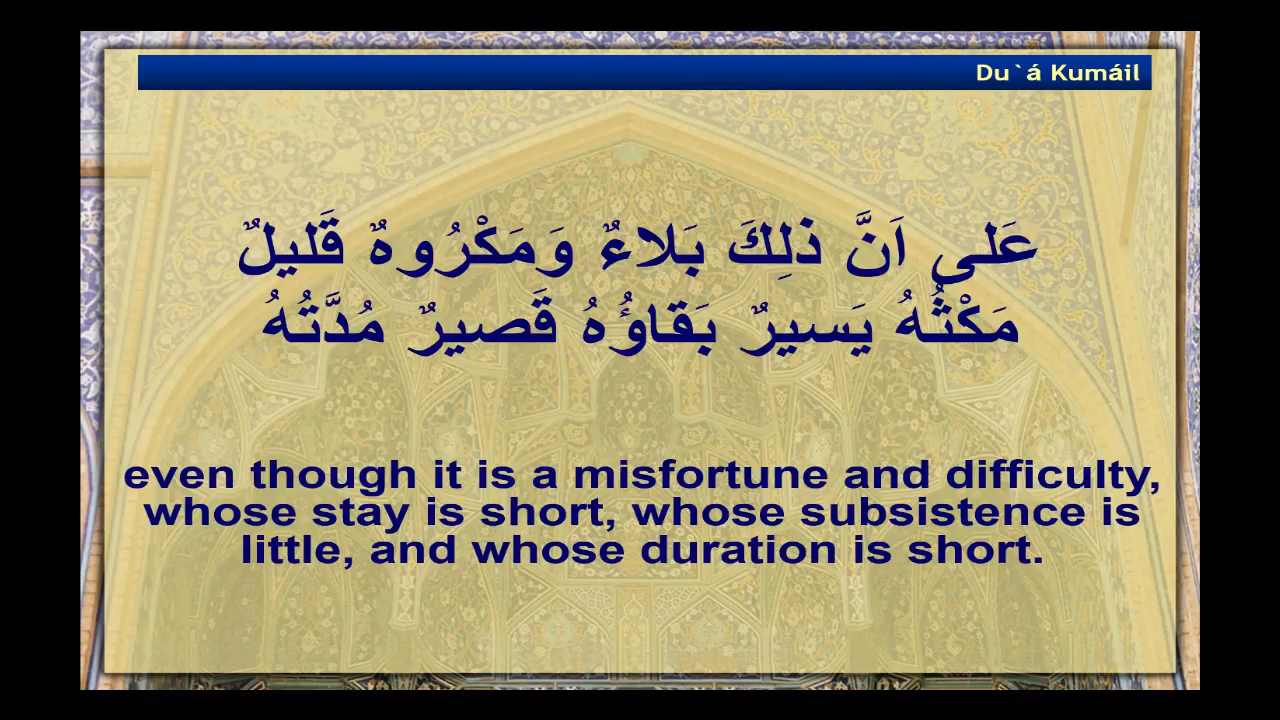 Du`á Kumáil
عَلى اَنَّ ذلِكَ بَلاءٌ وَمَكْرُوهٌ قَليلٌ
مَكْثُهُ يَسيرٌ بَقاؤُهُ قَصيرٌ مُدَّتُهُ
even though it is a misfortune and difficulty,
whose stay is short, whose subsistence is
little, and whose duration is short.